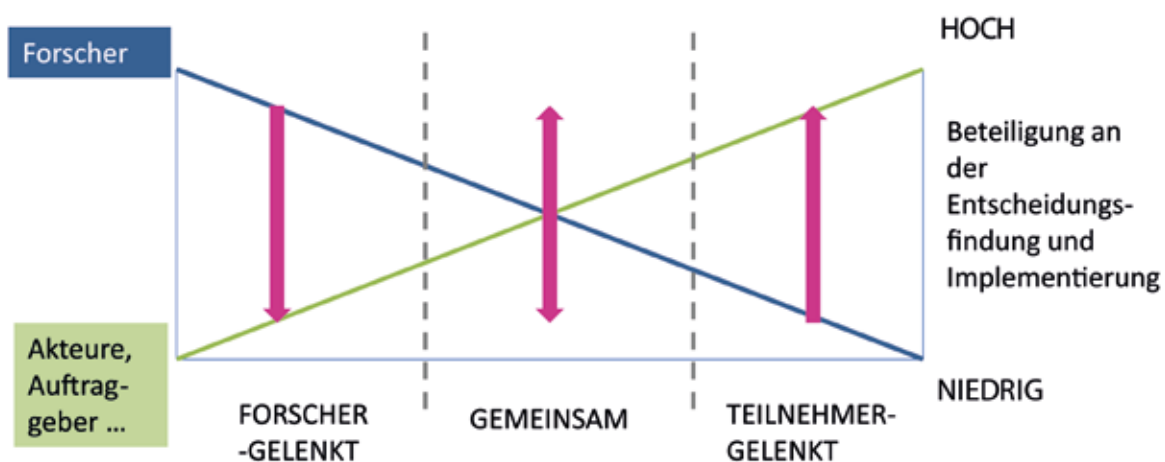 HOCH
Forscher
Beteiligung an
der
Entscheidungs-
findung und
Implementierung
Akteure,
Auftrag-
geber ...
NIEDRIG
FORSCHER
-GELENKT
GEMEINSAM
TEILNEHMER-
GELENKT